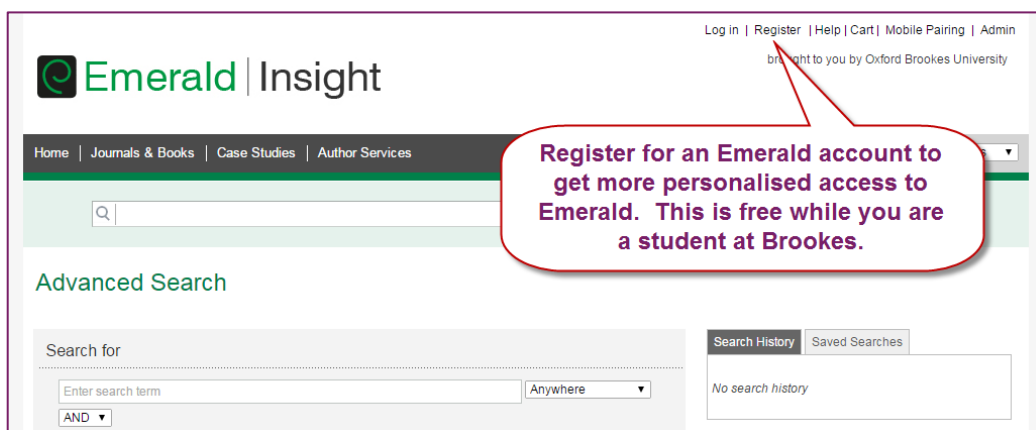 Log in | Register | Help | Cart | Mobile Pairing | Admin
Emerald Insight
to you by Oxford Brookes University
Home | Journals & Books | Case Studies | Author Services
Register for an Emerald account to
get more personalised access to
Emerald. This is free while you are
a student at Brookes.
Advanced Search
Search for
Enter search term
Anywhere
AND
Search History
Saved Searches
No search history